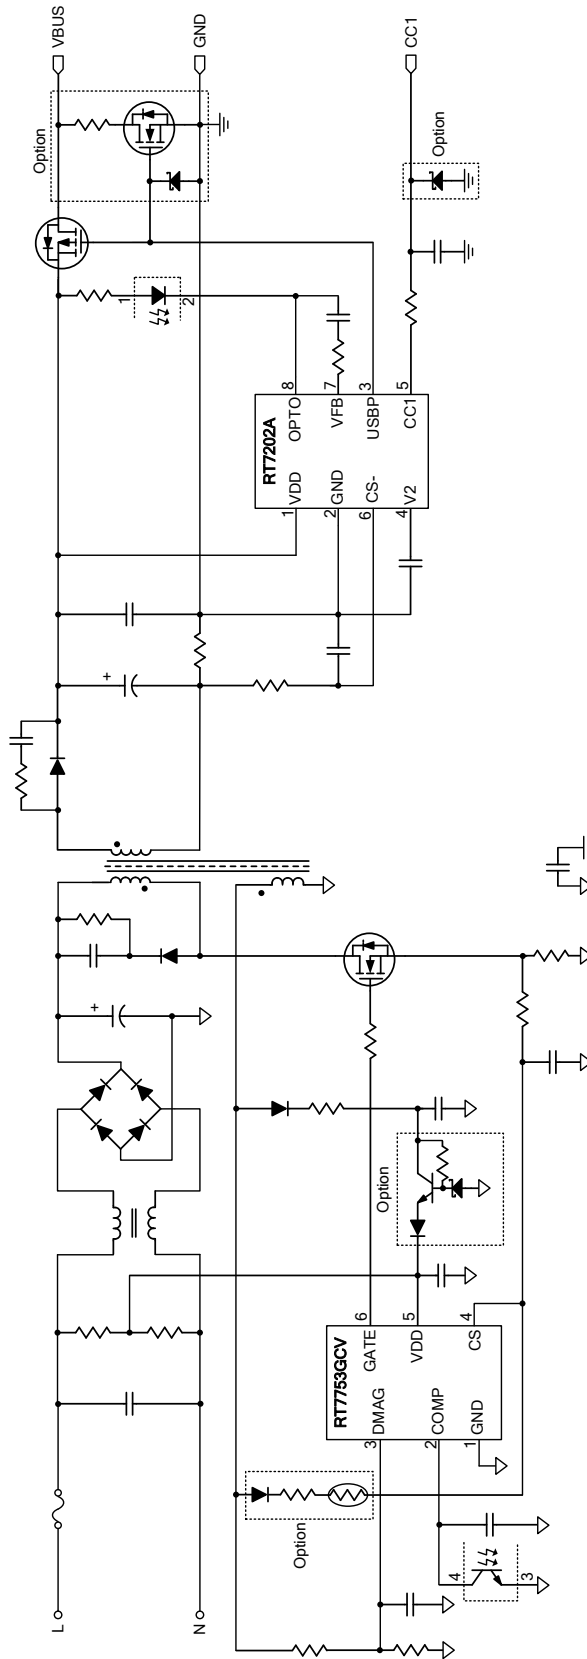 VBUS
GND
CC1
Option
Option
1
2
RT7202A
8
OPTO
7
VFB
3
USBP
5
CC1
1
VDD
2
GND
6
CS-
4
V2
+
+
Option
RT7753GCV
6
GATE
5
VDD
4
CS
3
DMAG
2
COMP
1
GND
Option
4
3
L
N